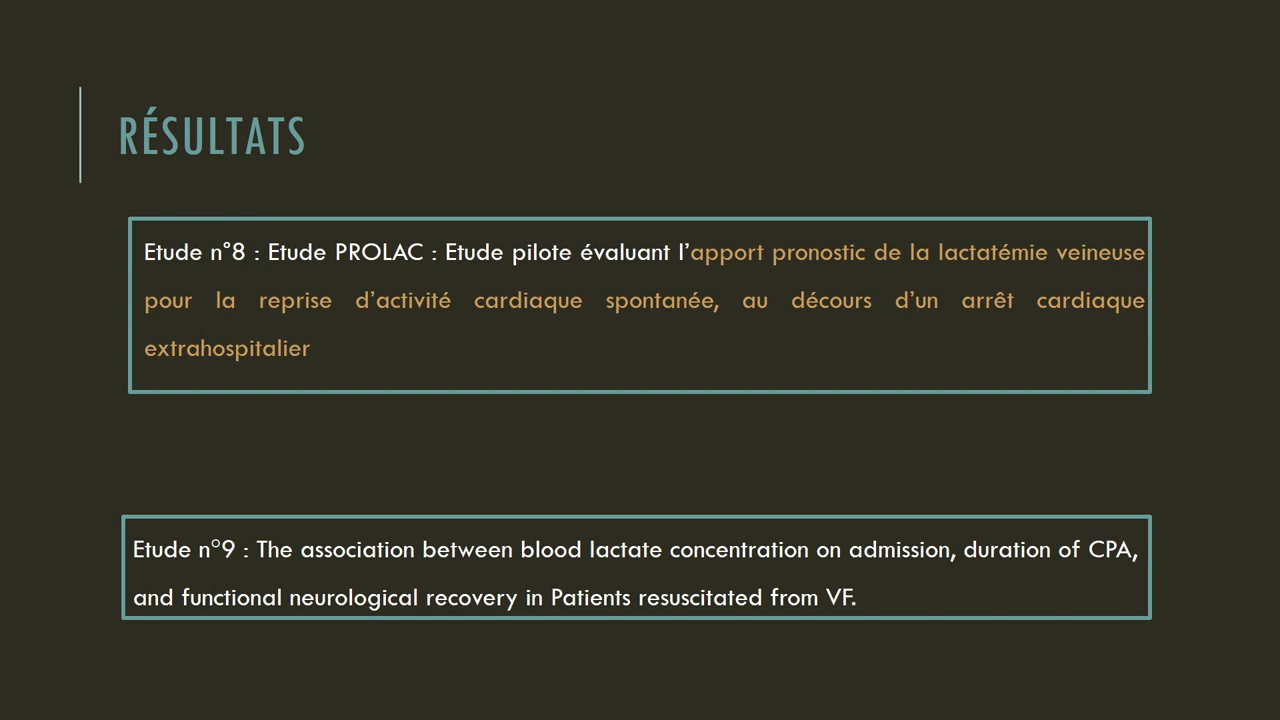 RÉSULTATS
Etude n°8 : Etude PROLAC : Etude pilote évaluant l’apport pronostic de la lactatémie veineuse
pour la reprise d’activité cardiaque spontanée, au décours d’un arrêt cardiaque
extrahospitalier
Etude n°9 : The association between blood lactate concentration on admission, duration of CPA,
and functional neurological recovery in Patients resuscitated from VF.